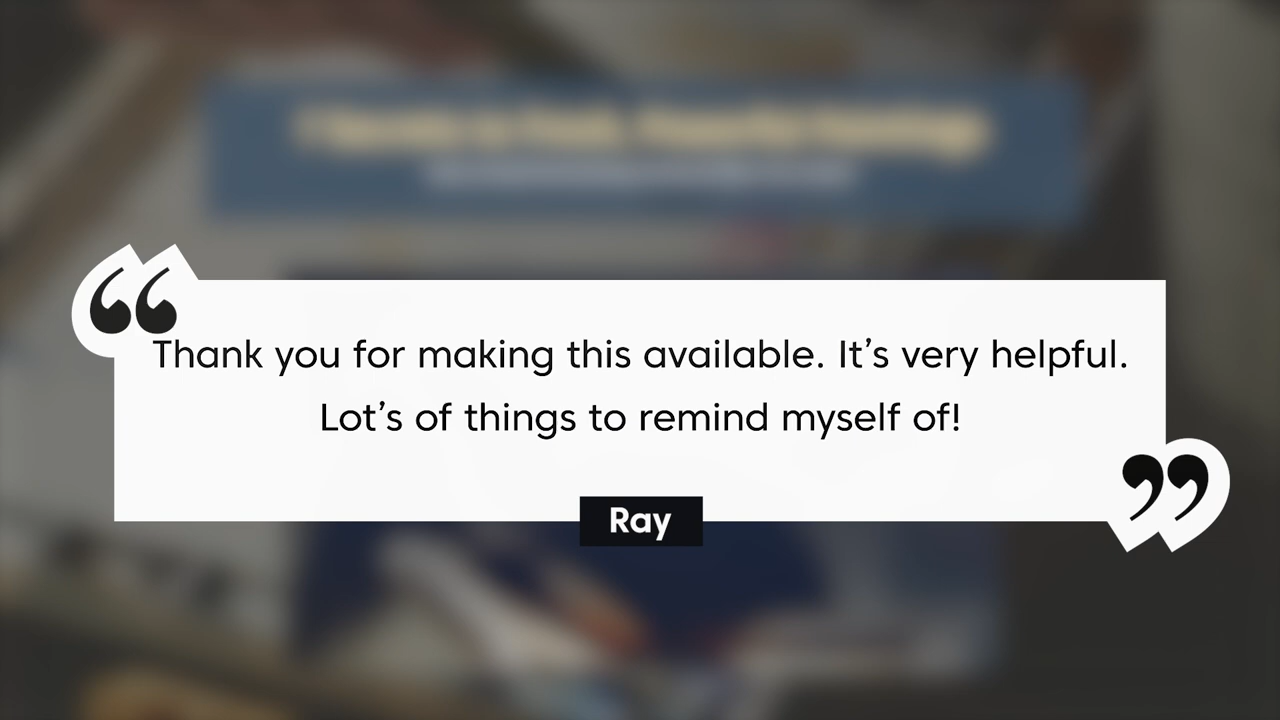 Thank you for making this available. It’s very helpful.
Lot’s of things to remind myself of!
Ray